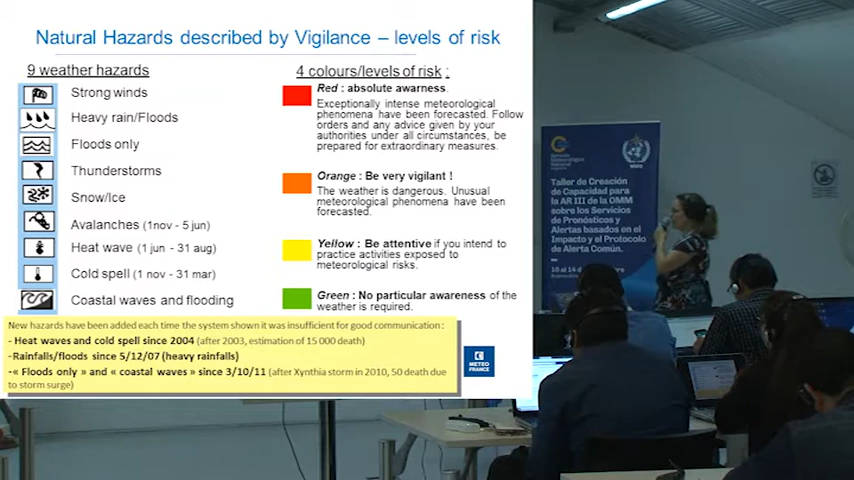 Natural Hazards described by Vigilance – levels of risk
9 weather hazards
Strong winds
Heavy rain/Floods
Floods only
Thunderstorms
Snow/Ice
Avalanches (1nov - 5 jun)
Heat wave (1 jun - 31 aug)
Cold spell (1 nov - 31 mar)
Coastal waves and flooding
4 colours/levels of risk :
Red : absolute awarness.
Exceptionally intense meteorological
phenomena have been forecasted. Follow
orders and any advice given by your
authorities under all circumstances, be
prepared for extraordinary measures.
Orange : Be very vigilant !
The weather is dangerous. Unusual
meteorological phenomena have been
forecasted.
Yellow : Be attentive if you intend to
practice activities exposed to
meteorological risks.
Green : No particular awareness of the
weather is required.
New hazards have been added each time the system shown it was insufficient for good communication :
- Heat waves and cold spell since 2004 (after 2003, estimation of 15 000 death)
-Rainfalls/floods since 5/12/07 (heavy rainfalls)
-« Floods only » and « coastal waves » since 3/10/11 (after Xynthia storm in 2010, 50 death due
to storm surge)
METEO
FRANCE
Servicio
Meteorológico
Nacional
Taller de Creación
de Capacidad para
la AR III de la OMM
sobre los Servicios
de Pronósticos y
Alertas basados en el
Impacto y el Protocolo
de Alerta Común.
10 al 14 de